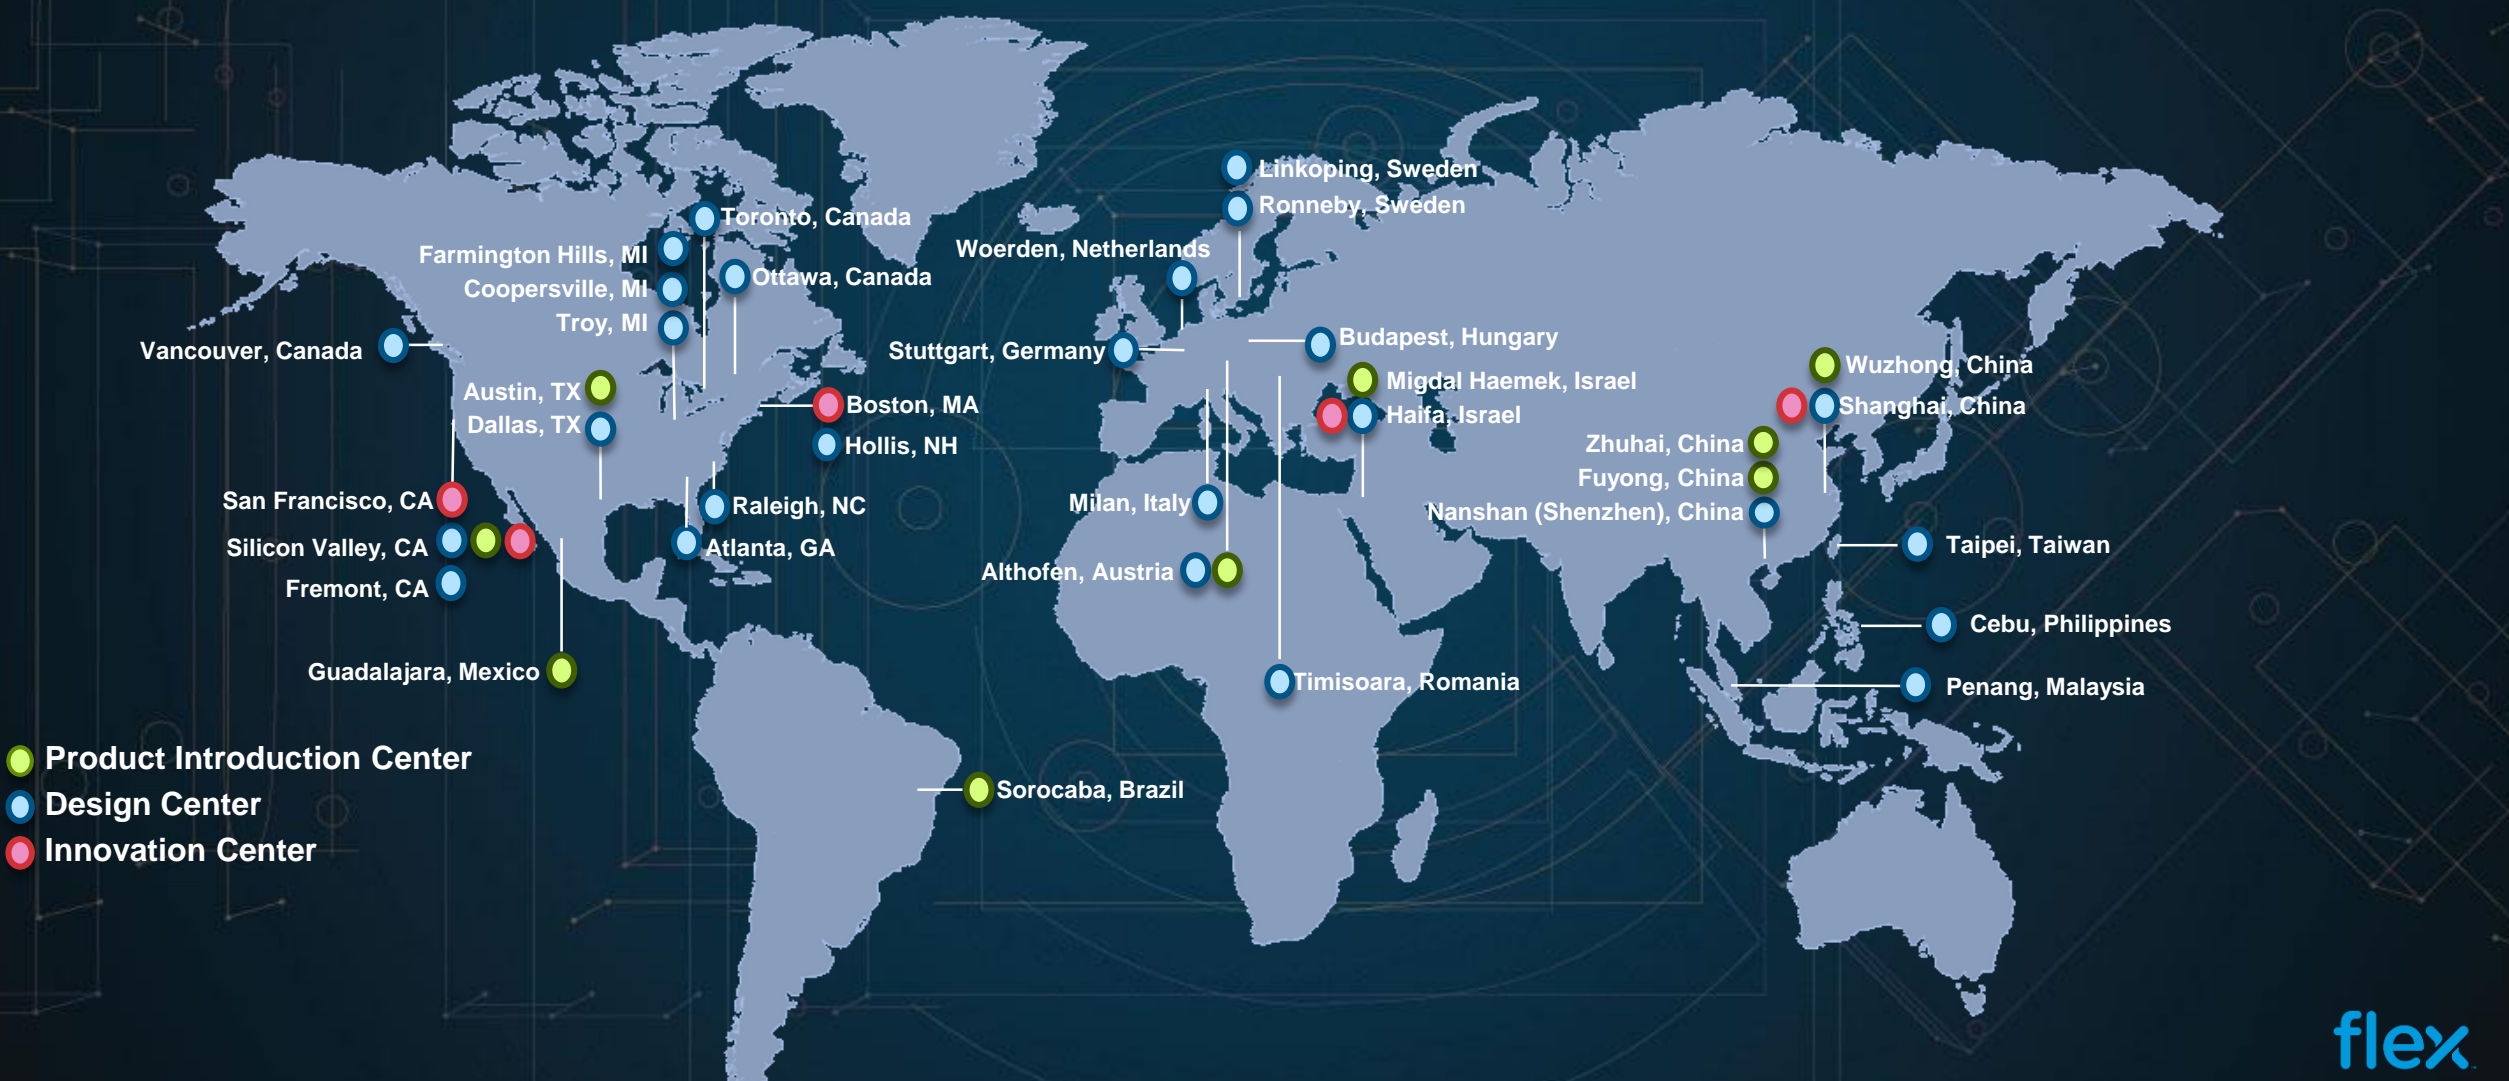 Linkoping, Sweden
Ronneby, Sweden
Toronto, Canada
Farmington Hills, MI
Woerden, Netherlands
Coopersville, MI
Ottawa, Canada
Troy, MI
Vancouver, Canada
Stuttgart, Germany
Budapest, Hungary
Wuzhong, China
Austin, TX
Migdal Haemek, Israel
Boston, MA
Shanghai, China
Dallas, TX
Haifa, Israel
Hollis, NH
Zhuhai, China
Fuyong, China
San Francisco, CA
Raleigh, NC
Milan, Italy
Nanshan (Shenzhen), China
Silicon Valley, CA
Atlanta, GA
Taipei, Taiwan
Althofen, Austria
Fremont, CA
Cebu, Philippines
Guadalajara, Mexico
Timisoara, Romania
Penang, Malaysia
Sorocaba, Brazil
Product Introduction Center
Design Center
Innovation Center
flex